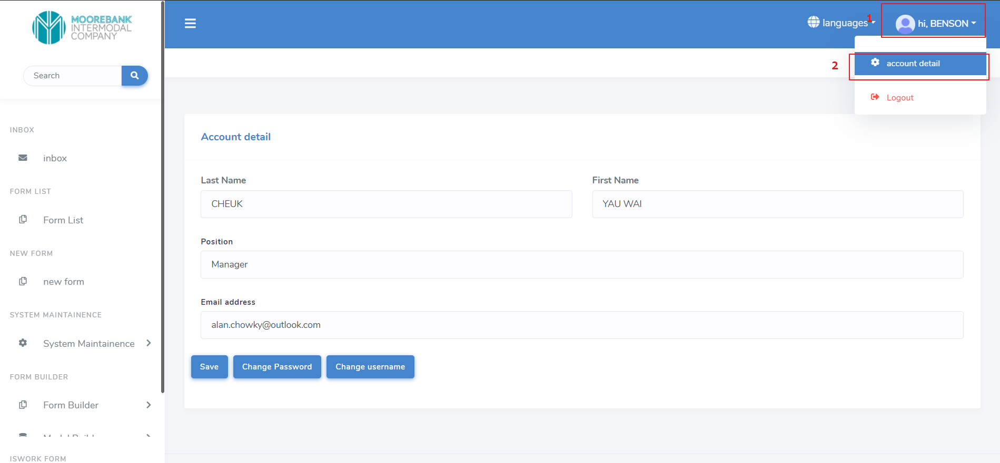 MOOREBANK
INTERMODAL
COMPANY
languages
1
hi, BENSON
Search
2
account detail
Logout
INBOX
inbox
FORM LIST
Form List
NEW FORM
new form
SYSTEM MAINTAINENCE
System Maintainence
FORM BUILDER
Form Builder
ISWORK FORM
Account detail
Last Name
First Name
CHEUK
YAU WAI
Position
Manager
Email address
alan.chowky@outlook.com
Save
Change Password
Change username